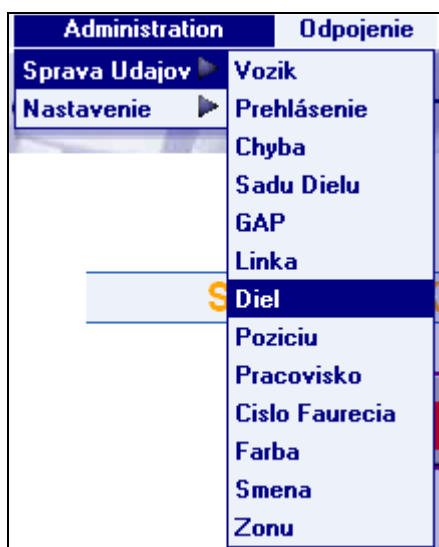 Administration Odpojenie
Sprava Udajov Vozik
Nastavenie Prehlásenie
Chyba
Sadu Dielu
GAP
Linka
S Diel
Poziciu
Pracovisko
Cislo Faurecia
Farba
Smena
Zonu